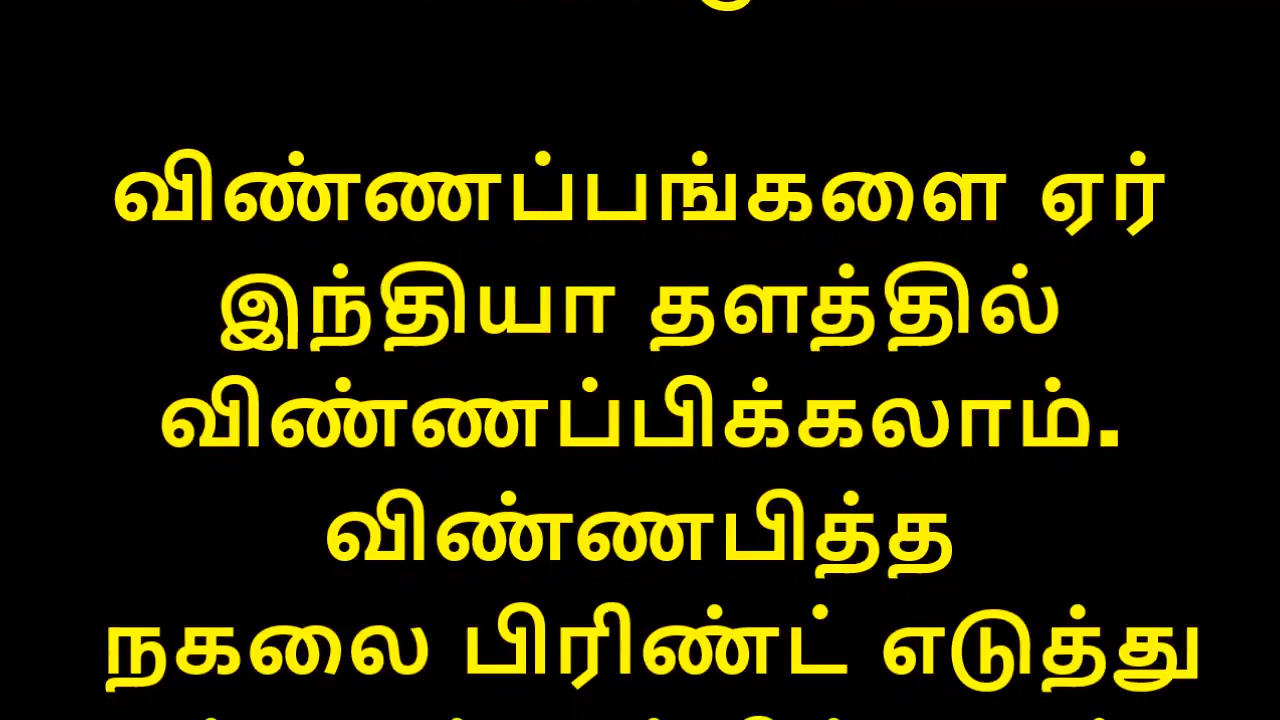 விண்ணப்பங்களை ஏர்
இந்தியா தளத்தில்
விண்ணப்பிக்கலாம்.
விண்ணபித்த
நகலை பிரிண்ட் எடுத்து